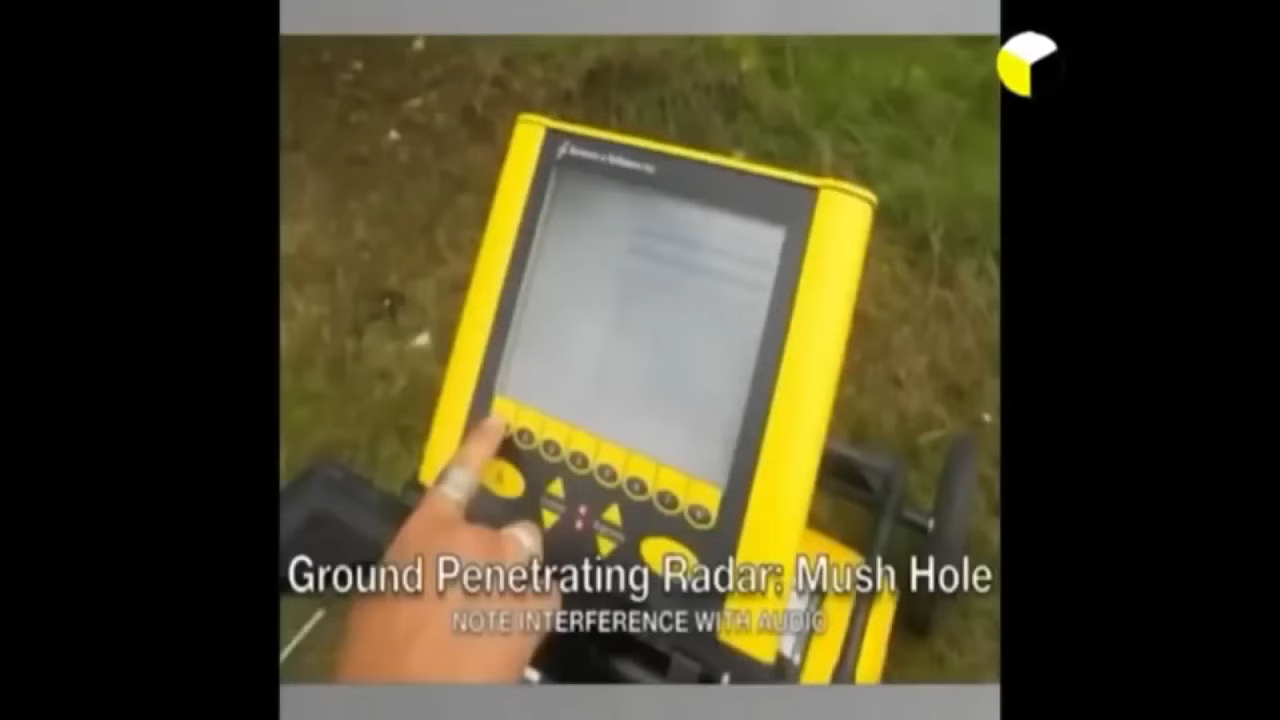 Ground Penetrating Radar: Mush Hole
NOTE INTERFERENCE WITH AUDIO